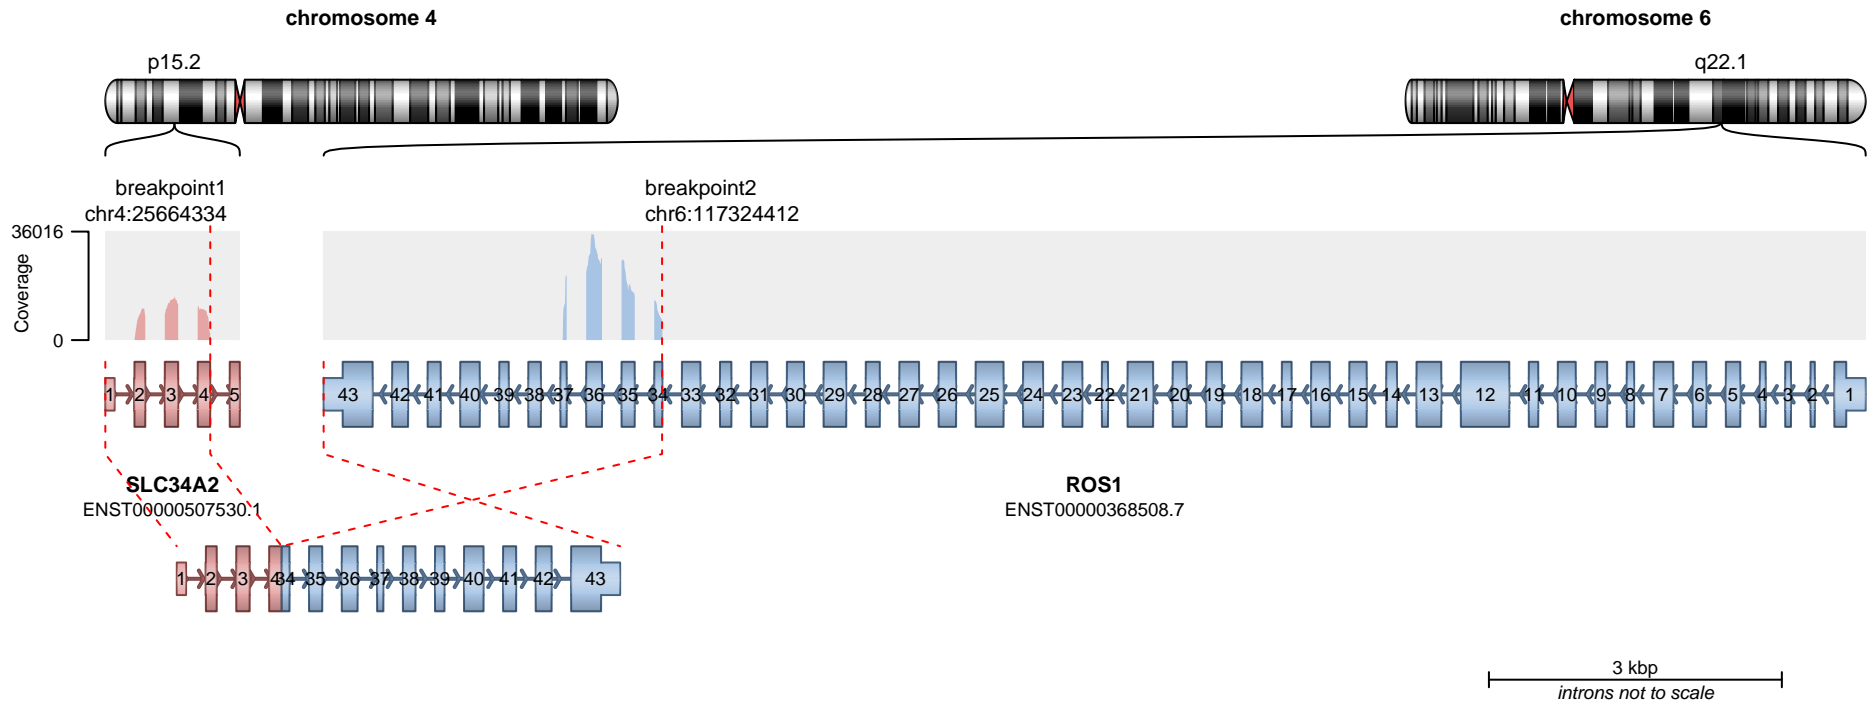 chromosome 4
chromosome 6
p15.2
q22.1
breakpoint1
chr4:25664334
breakpoint2
chr6:117324412
36016
Coverage
0
1 2 3 4 5
43 42 41 40 39 38 37 36 35 34 33 32 31 30 29 28 27 26 25 24 23 22 21 20 19 18 17 16 15 14 13 12 11 10 9 8 7 6 5 4 3 2 1
SLC34A2
ENST00000507530.1
ROS1
ENST00000368508.7
1 2 3 4 34 35 36 37 38 39 40 41 42 43
3 kbp
introns not to scale